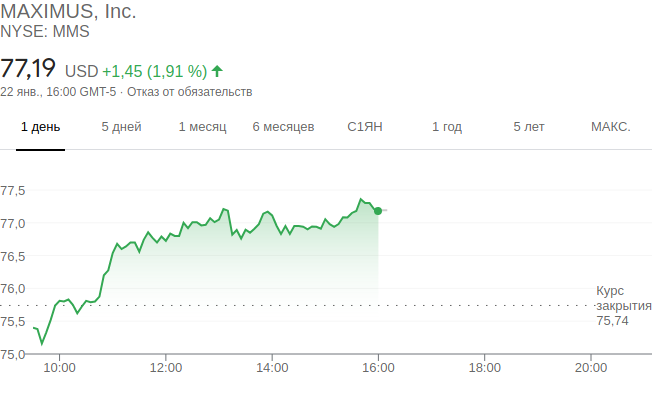 MAXIMUS, Inc.
NYSE: MMS
77,19 USD +1,45 (1,91 %)
22 янв., 16:00 GMT-5 · Отказ от обязательств
1 день 5 дней 1 месяц 6 месяцев С1ЯН 1 год 5 лет МАКС.
77,5
77,0
76,5
76,0
Курс
закрытия
75,74
75,5
75,0
10:00 12:00 14:00 16:00 18:00 20:00